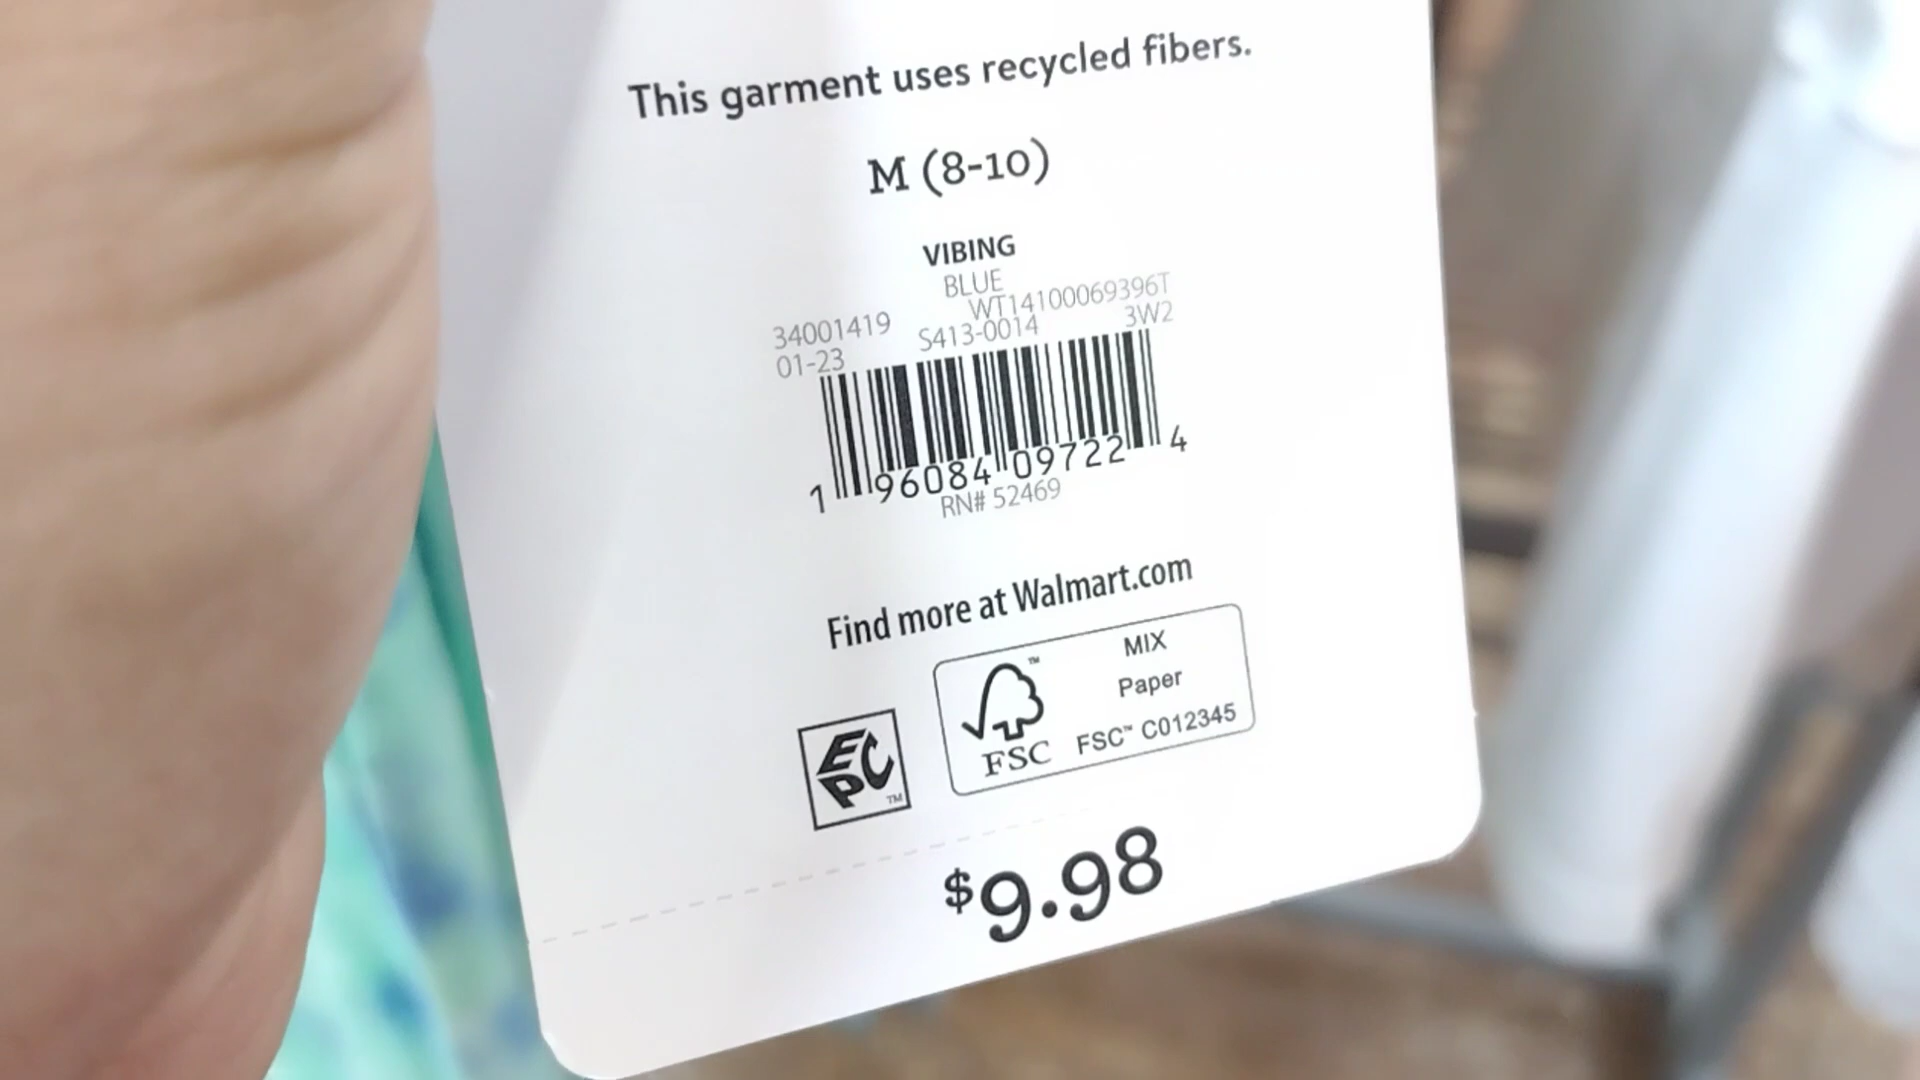 This garment uses recycled fibers.
M (8-10)
VIBING
BLUE
WT14100069396T
34001419 S413-0014 3W2
01-23
1 96084 09722 4
RN# 52469
Find more at Walmart.com
EPC™
™
FSC
MIX
Paper
FSC™ C012345
$9.98